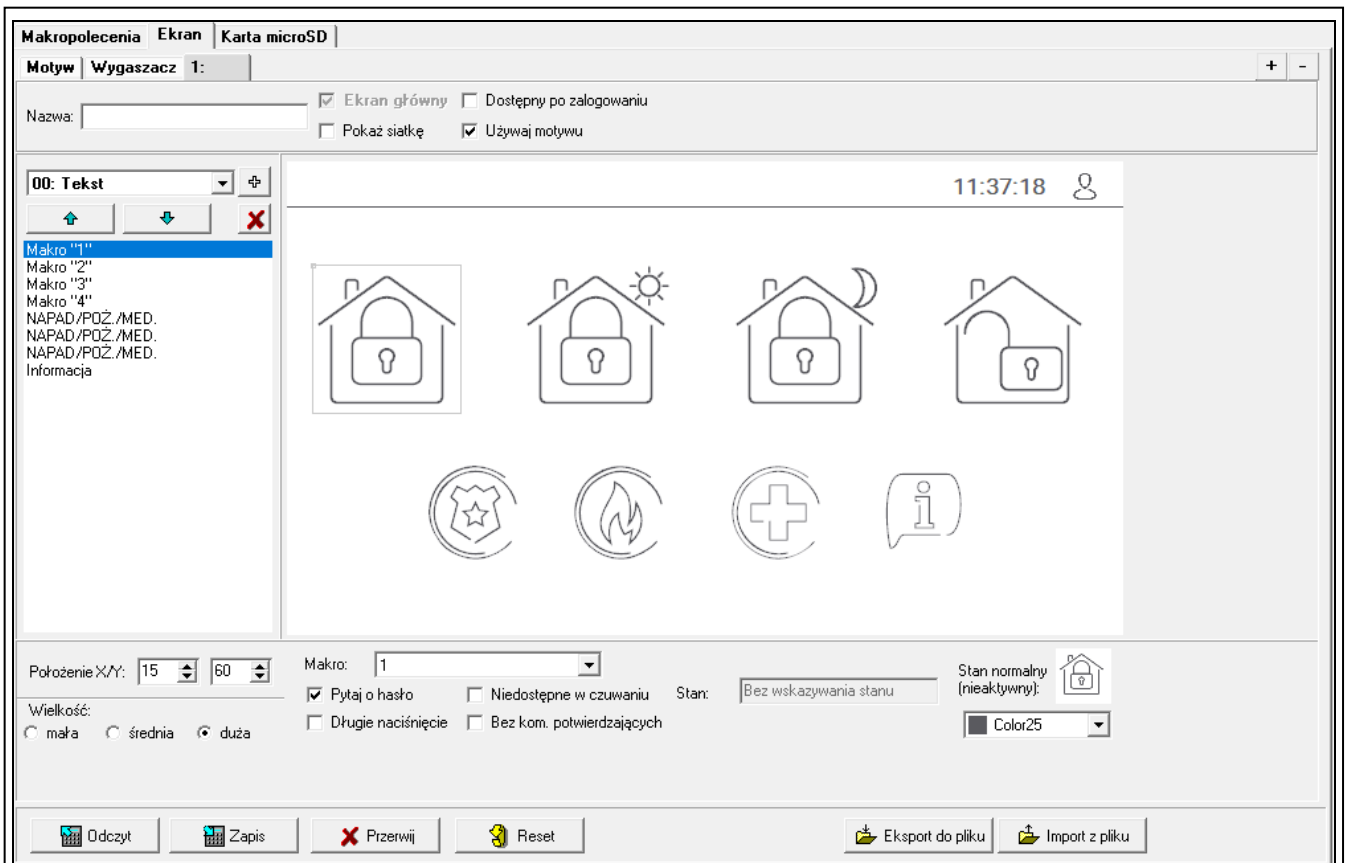 Makropolecenia Ekran Karta microSD
Motyw Wygaszacz 1: + -
Nazwa: Ekran główny Dostępny po zalogowaniu
Pokaż siatkę Używaj motywu
00: Tekst
11:37:18
Makro "1"
Makro "2"
Makro "3"
Makro "4"
NAPAD/POŻ./MED.
NAPAD/POŻ./MED.
NAPAD/POŻ./MED.
Informacja
Położenie X/Y: 15 60
Wielkość:
mała średnia duża
Makro: 1
Pytaj o hasło Niedostępne w czuwaniu Stan: Bez wskazywania stanu
Długie naciśnięcie Bez kom. potwierdzających
Stan normalny
(nieaktywny):
Color25
Odczyt Zapis Przerwij Reset Eksport do pliku Import z pliku